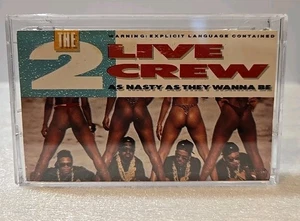 WARNING: EXPLICIT LANGUAGE CONTAINED
THE
2 LIVE
CREW
AS NASTY AS THEY WANNA BE